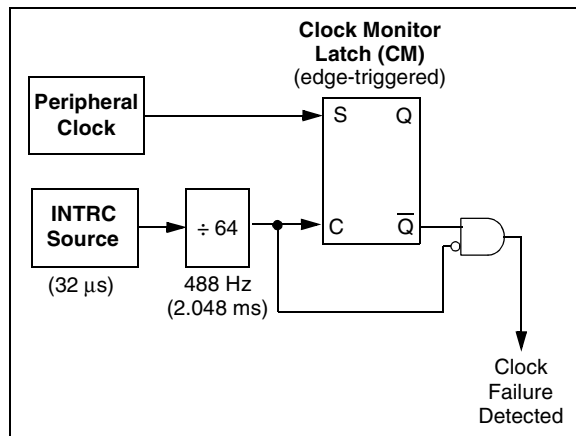 Clock Monitor
Latch (CM)
(edge-triggered)
Peripheral
Clock
S Q
INTRC
Source
÷ 64
C Q̅
(32 μs)
488 Hz
(2.048 ms)
Clock
Failure
Detected